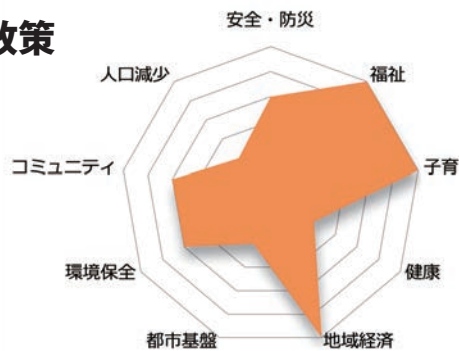 政策
安全・防災
福祉
子育
健康
地域経済
都市基盤
環境保全
コミュニティ
人口減少